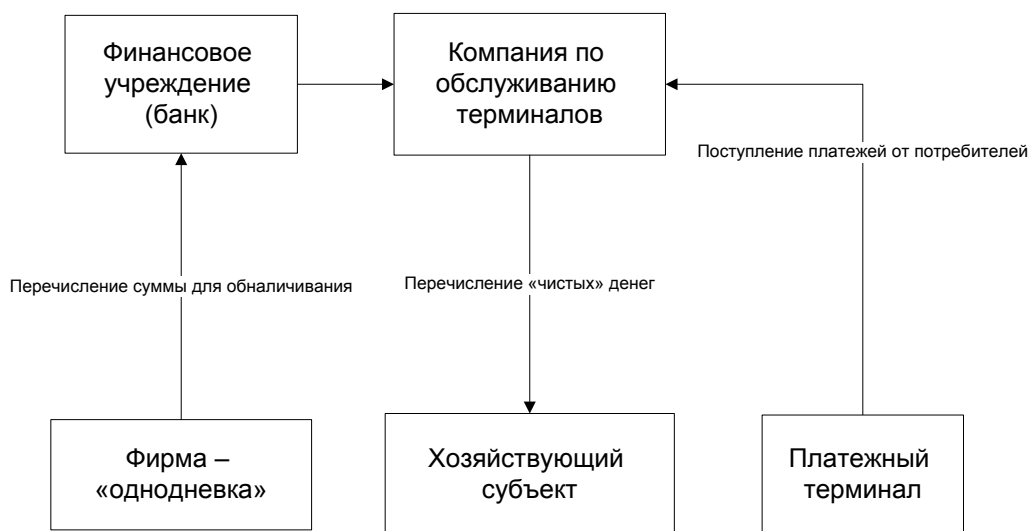 Финансовое
учреждение
(банк)
Компания по
обслуживанию
терминалов
Поступление платежей от потребителей
Перечисление суммы для обналичивания
Перечисление «чистых» денег
Фирма –
«однодневка»
Хозяйствующий
субъект
Платежный
терминал